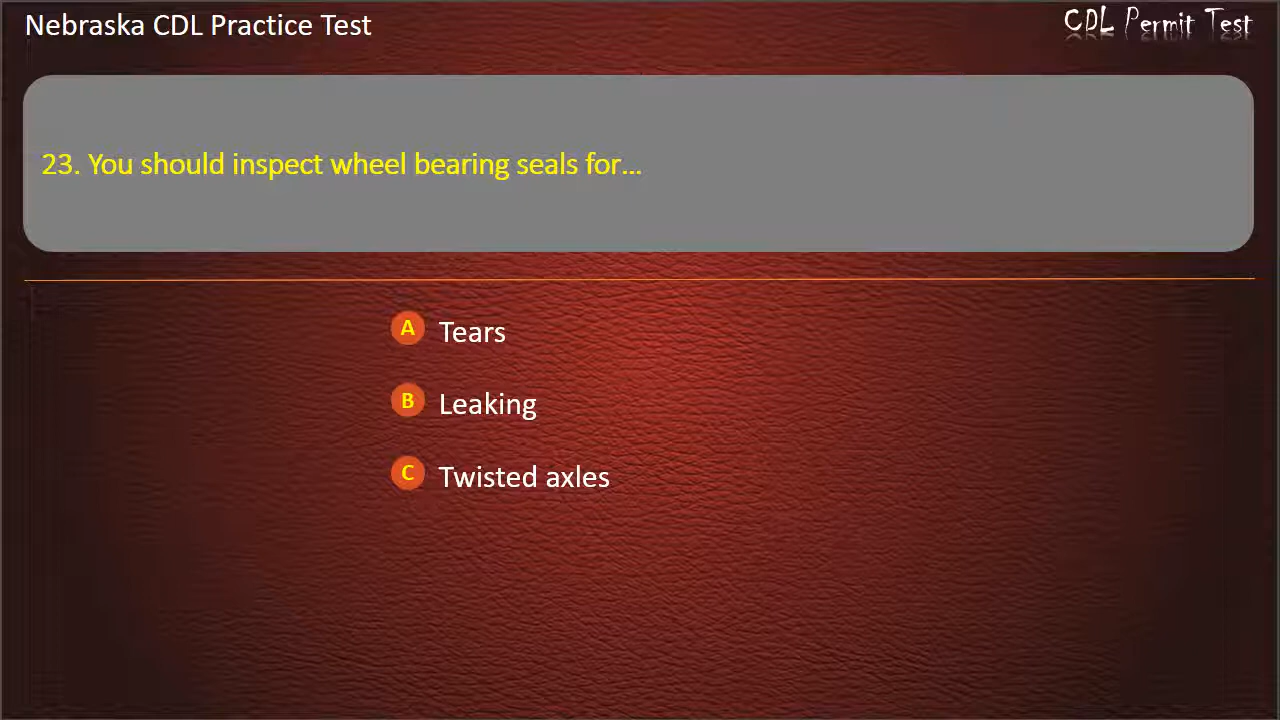 Nebraska CDL Practice Test
CDL Permit Test
23. You should inspect wheel bearing seals for...
A Tears
B Leaking
C Twisted axles